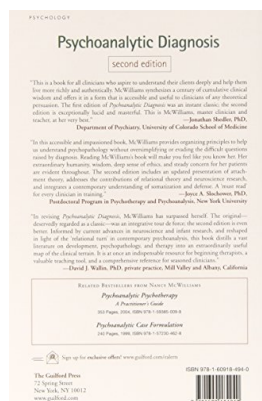 PSYCHOLOGY
Psychoanalytic Diagnosis
second edition
"This is a book for all clinicians who aspire to understand their clients deeply and help them
live more richly and authentically. McWilliams synthesizes a century of cumulative clinical
wisdom and offers it in a form that is accessible and useful to clinicians of any theoretical
persuasion. The first edition of Psychoanalytic Diagnosis was an instant classic; the second
edition is exceptionally lucid and masterful. This is McWilliams, master clinician and
teacher, at her very best."
—Jonathan Shedler, PhD,
Department of Psychiatry, University of Colorado School of Medicine
"In this accessible and impassioned book, McWilliams provides organizing principles to help
us understand psychopathology without oversimplifying or evading the difficult questions
raised by diagnosis. Reading McWilliams's book will make you feel like you know her. Her
extraordinary humanity, wisdom, deep sense of ethics, and steady concern for her patients
are evident throughout. The second edition includes an updated presentation of attach-
ment theory, addresses the contributions of relational theory and neuroscience research,
and integrates a contemporary understanding of somatization and defense. A 'must read'
for every clinician in training."
—Joyce A. Slochower, PhD,
Postdoctoral Program in Psychotherapy and Psychoanalysis, New York University
"In revising Psychoanalytic Diagnosis, McWilliams has surpassed herself. The original—
deservedly regarded as a classic—was an integrative tour de force; the second edition is even
better. Informed by current advances in neuroscience and infant research, and reshaped
in light of the 'relational turn' in contemporary psychoanalysis, this book distills a vast
literature on development, psychopathology, and therapy into an extraordinarily useful
map of the clinical terrain. It is at once an indispensable resource for beginning therapists, a
valuable teaching tool, and a comprehensive refresher for seasoned clinicians."
—David J. Wallin, PhD, private practice, Mill Valley and Albany, California
RELATED BESTSELLERS FROM NANCY MCWILLIAMS
Psychoanalytic Psychotherapy
A Practitioner's Guide
Psychoanalytic Case Formulation
Sign up for exclusive offers! www.guilford.com/alerts
The Guilford Press
72 Spring Street
New York, NY 10012
www.guilford.com
ISBN 978-1-60918-494-0